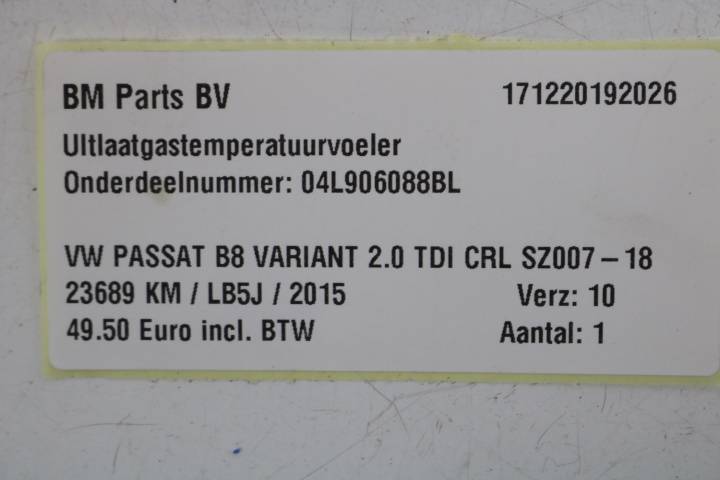 BM Parts BV 171220192026
Uitlaatgastemperatuurvoeler
Onderdeelnummer: 04L906088BL
VW PASSAT B8 VARIANT 2.0 TDI CRL SZ007-18
23689 KM / LB5J / 2015 Verz: 10
49.50 Euro incl. BTW Aantal: 1